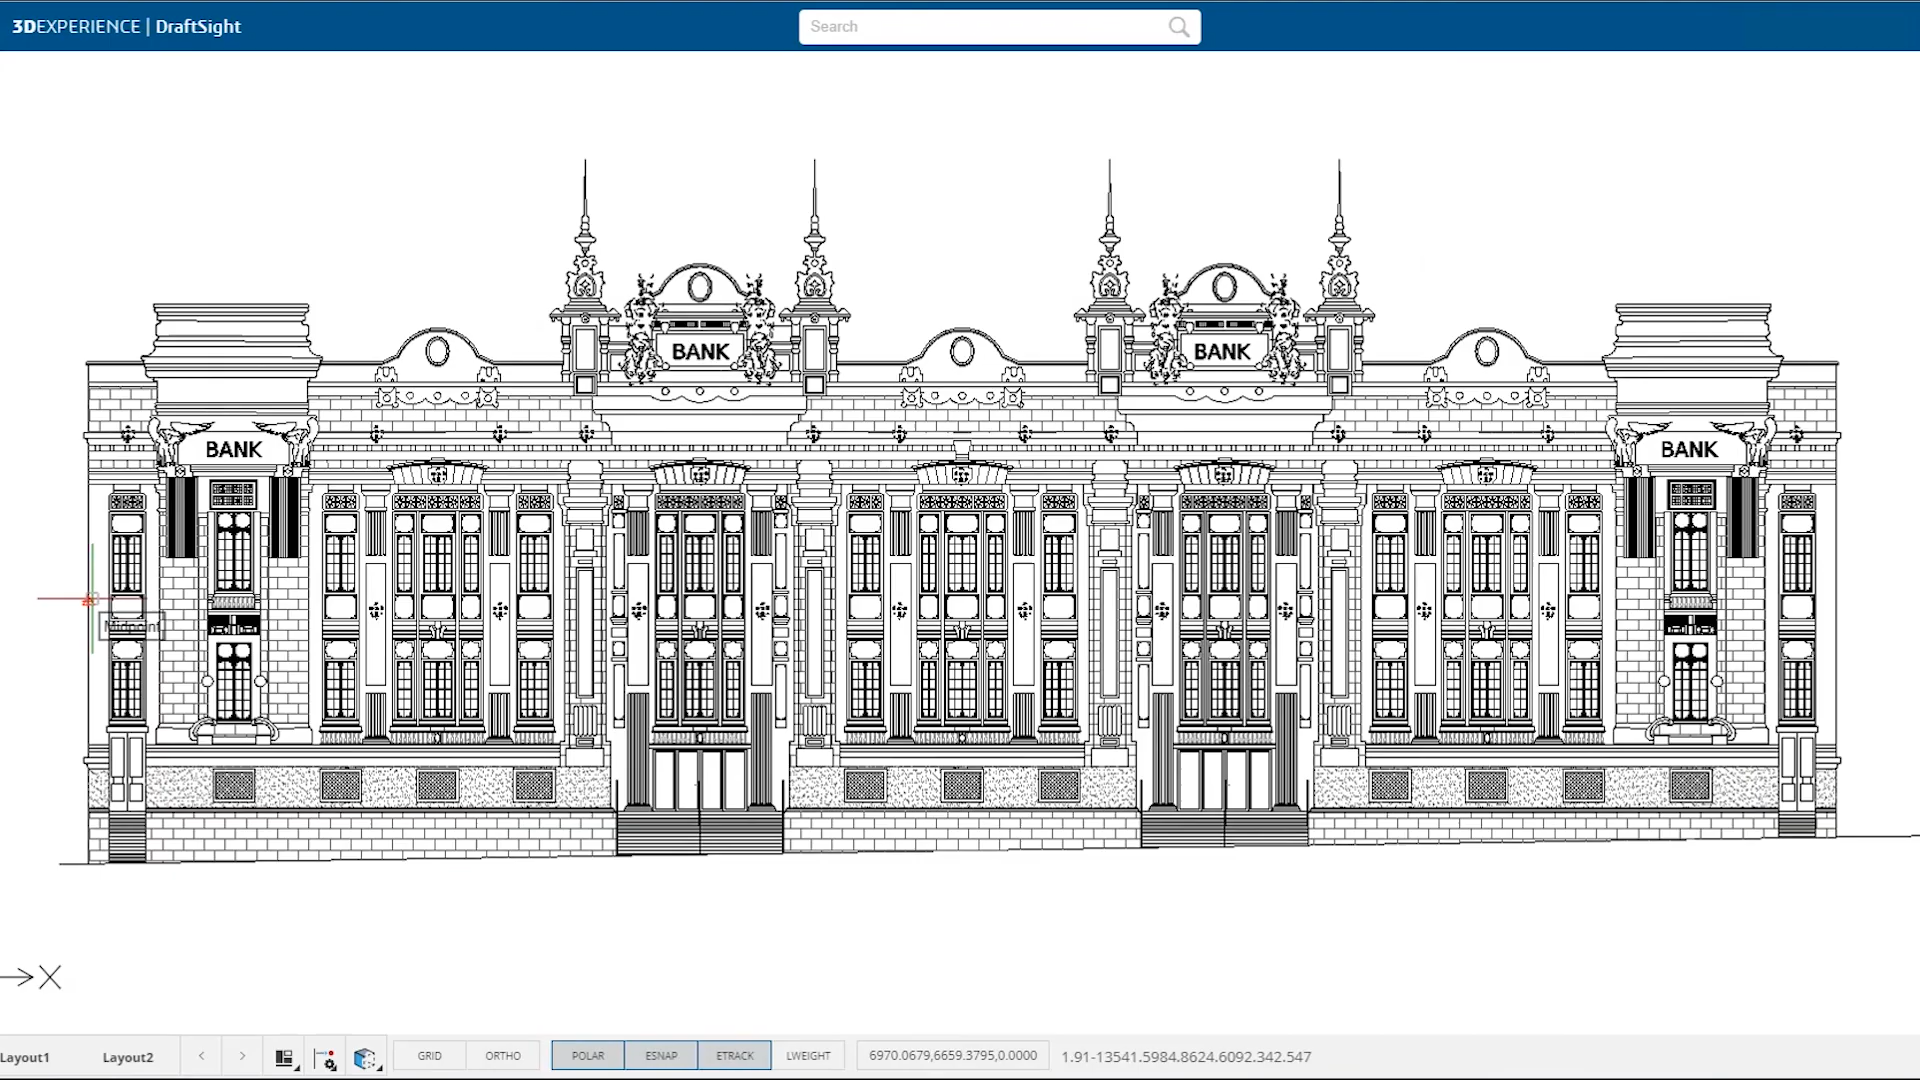 3DEXPERIENCE | DraftSight
Search
BANK BANK
BANK BANK
Midpoint
X
Layout1 Layout2 GRID ORTHO POLAR ESNAP ETRACK LWEIGHT 6970.0679,6659.3795,0.0000 1.91-13541.5984.8624.6092.342.547